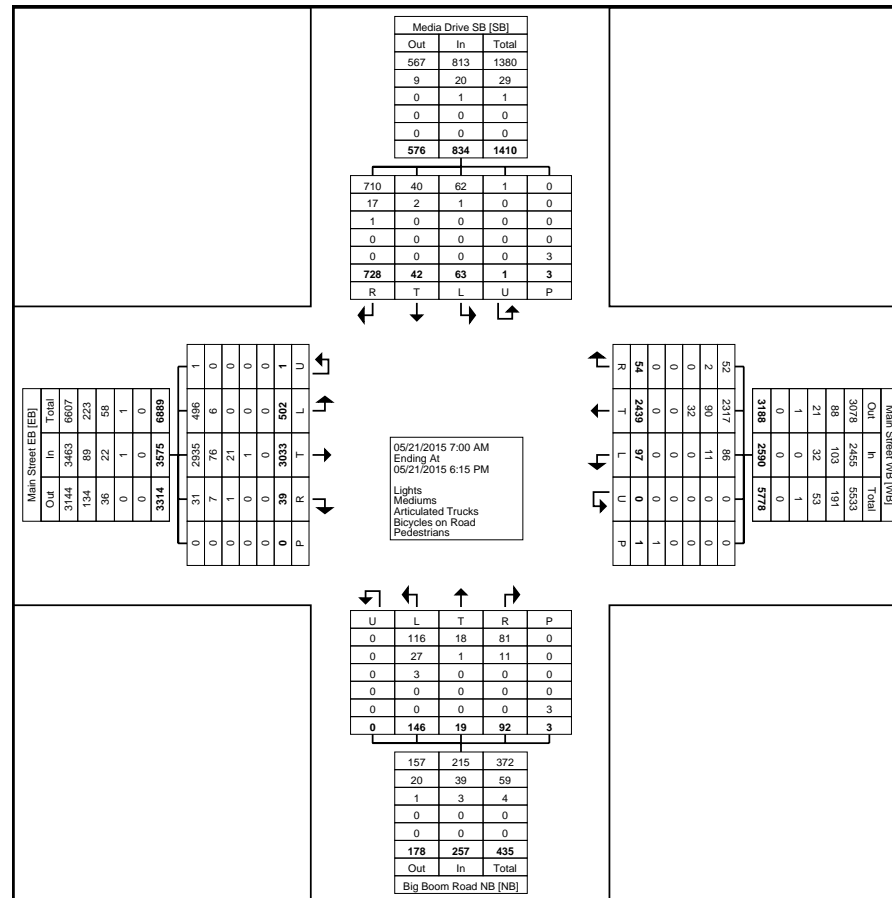 Media Drive SB [SB]
Out In Total
567 813 1380
9 20 29
0 1 1
0 0 0
0 0 0
576 834 1410
710 40 62 1 0
17 2 1 0 0
1 0 0 0 0
0 0 0 0 0
0 0 0 0 3
728 42 63 1 3
R T L U P
Main Street EB [EB]
Out In Total
3144 3463 6607
134 89 223
36 22 58
0 1 1
0 0 0
3314 3575 6889
0 31 2935 496 1
0 7 76 6 0
0 1 21 0 0
0 0 1 0 0
0 0 0 0 0
0 39 3033 502 1
P R T L U
05/21/2015 7:00 AM
Ending At
05/21/2015 6:15 PM
Lights
Mediums
Articulated Trucks
Bicycles on Road
Pedestrians
Main Street WB [WB]
Out In Total
3078 2455 5533
88 103 191
21 32 53
1 0 1
0 0 0
3188 2590 5778
52 2317 86 0 0
2 90 11 0 0
0 32 0 0 0
0 0 0 0 0
0 0 0 0 1
54 2439 97 0 1
R T L U P
U L T R P
0 116 18 81 0
0 27 1 11 0
0 3 0 0 0
0 0 0 0 0
0 0 0 0 3
0 146 19 92 3
157 215 372
20 39 59
1 3 4
0 0 0
0 0 0
178 257 435
Out In Total
Big Boom Road NB [NB]